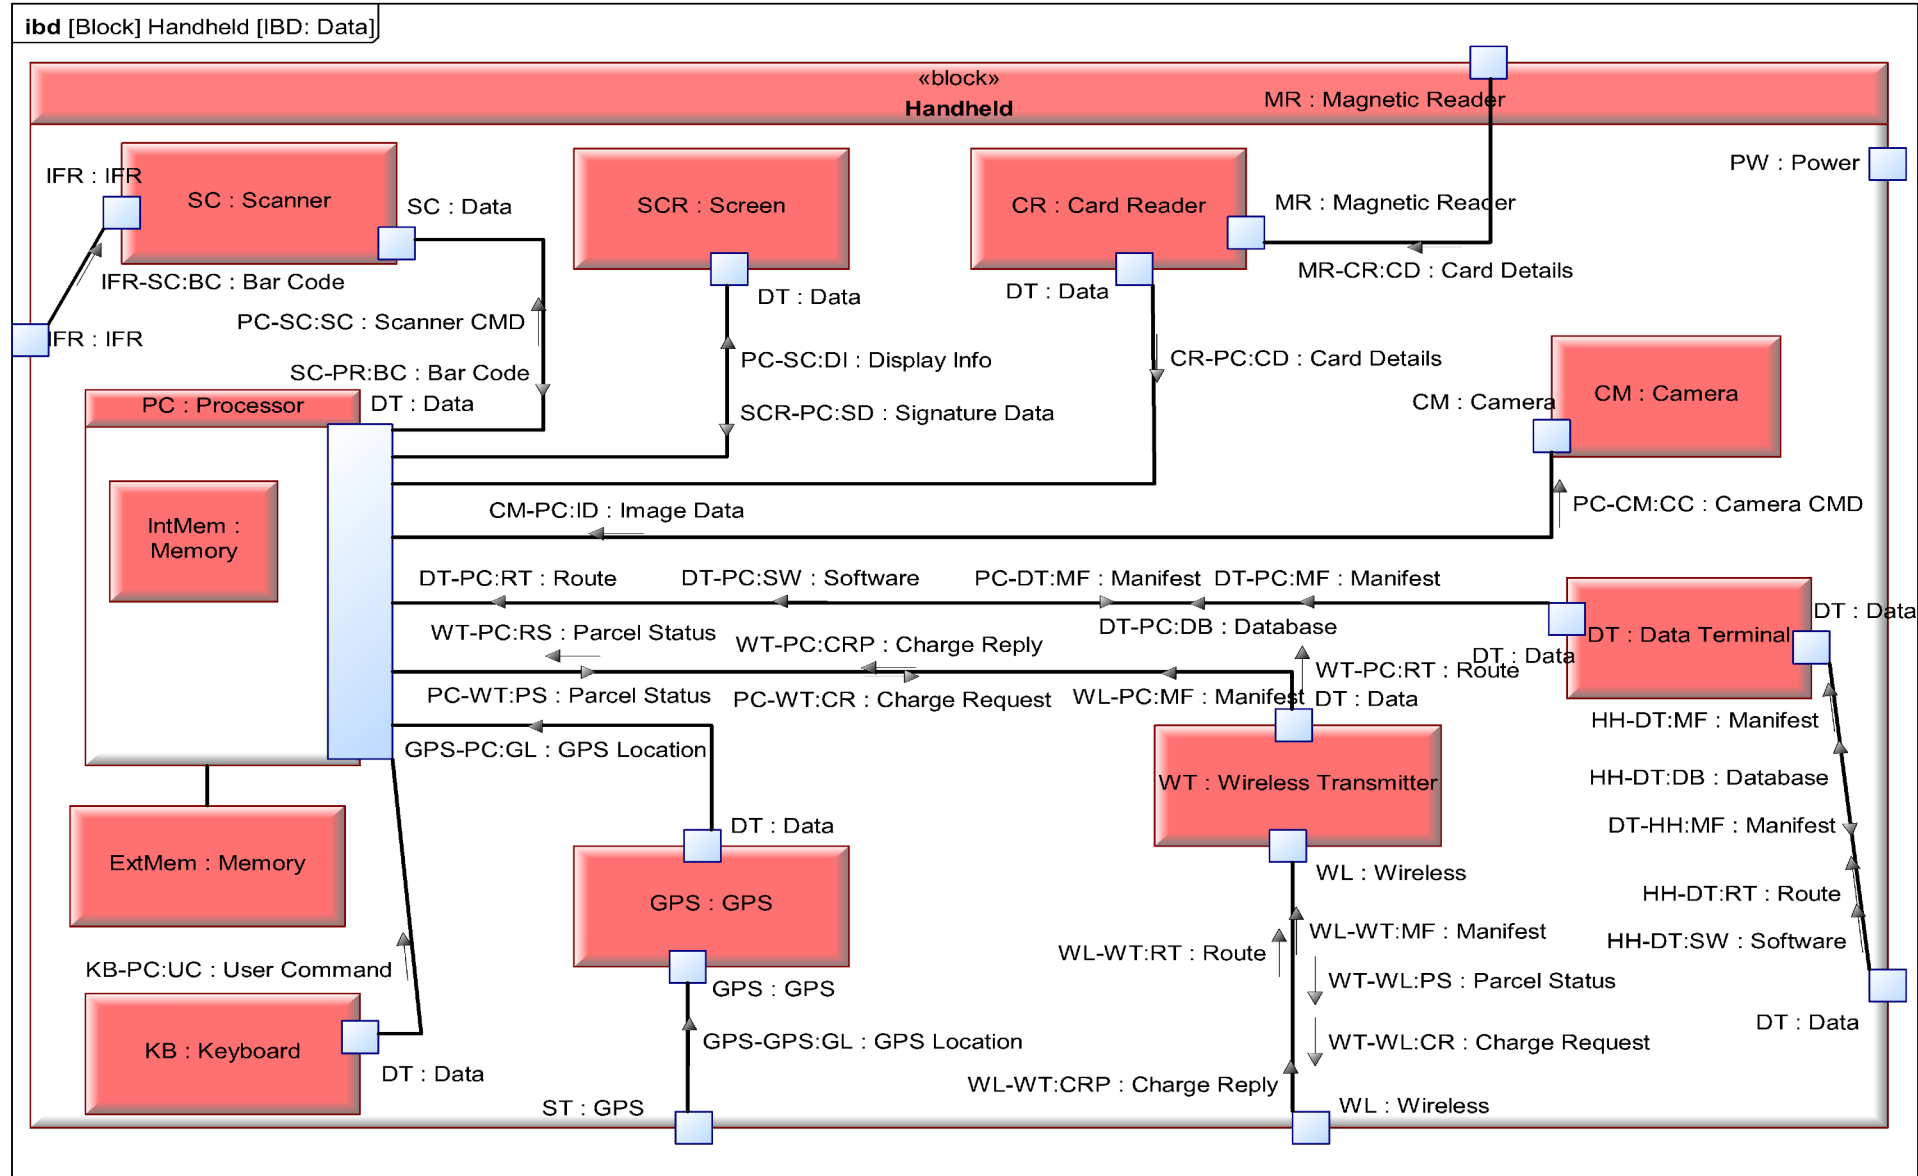 ibd [Block] Handheld [IBD: Data]
«block»
Handheld
MR : Magnetic Reader
PW : Power
IFR : IFR
SC : Scanner
SC : Data
SCR : Screen
CR : Card Reader
MR : Magnetic Reader
IFR-SC:BC : Bar Code
DT : Data
DT : Data
MR-CR:CD : Card Details
PC-SC:SC : Scanner CMD
IFR : IFR
PC-SC:DI : Display Info
CR-PC:CD : Card Details
SC-PR:BC : Bar Code
PC : Processor
DT : Data
SCR-PC:SD : Signature Data
CM : Camera
CM : Camera
IntMem :
Memory
CM-PC:ID : Image Data
PC-CM:CC : Camera CMD
DT-PC:RT : Route
DT-PC:SW : Software
PC-DT:MF : Manifest
DT-PC:MF : Manifest
DT : Data
WT-PC:RS : Parcel Status
WT-PC:CRP : Charge Reply
DT-PC:DB : Database
DT : Data Terminal
DT : Data
WT-PC:RT : Route
PC-WT:PS : Parcel Status
PC-WT:CR : Charge Request
WL-PC:MF : Manifest
DT : Data
HH-DT:MF : Manifest
GPS-PC:GL : GPS Location
WT : Wireless Transmitter
HH-DT:DB : Database
DT : Data
DT-HH:MF : Manifest
ExtMem : Memory
WL : Wireless
GPS : GPS
HH-DT:RT : Route
WL-WT:MF : Manifest
HH-DT:SW : Software
WL-WT:RT : Route
KB-PC:UC : User Command
GPS : GPS
WT-WL:PS : Parcel Status
DT : Data
KB : Keyboard
GPS-GPS:GL : GPS Location
WT-WL:CR : Charge Request
DT : Data
WL-WT:CRP : Charge Reply
ST : GPS
WL : Wireless